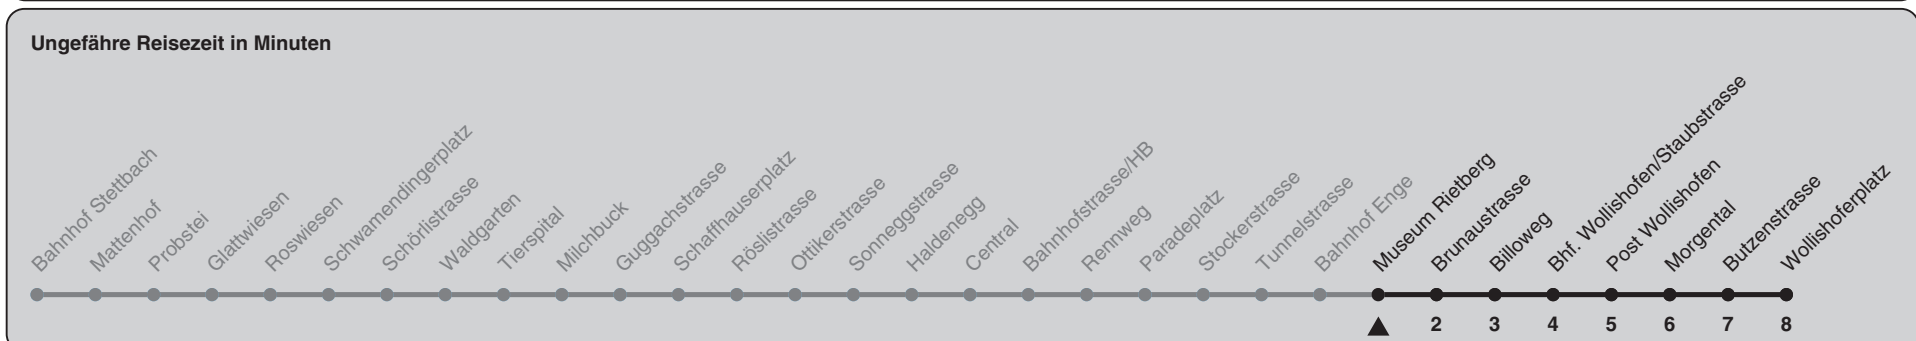 Ungefähre Reisezeit in Minuten
Bahnhof Stettbach
Mattenhof
Probstei
Glattwiesen
Roswiesen
Schwamendingerplatz
Schörlistrasse
Waldgarten
Tierspital
Milchbuck
Guggachstrasse
Schaffhauserplatz
Röslistrasse
Ottikerstrasse
Sonneggstrasse
Haldenegg
Central
Bahnhofstrasse/HB
Rennweg
Paradeplatz
Stockerstrasse
Tunnelstrasse
Bahnhof Enge
Museum Rietberg
Brunaustrasse
Billoweg
Bhf. Wollishofen/Staubstrasse
Post Wollishofen
Morgental
Butzenstrasse
Wollishoferplatz
2 3 4 5 6 7 8